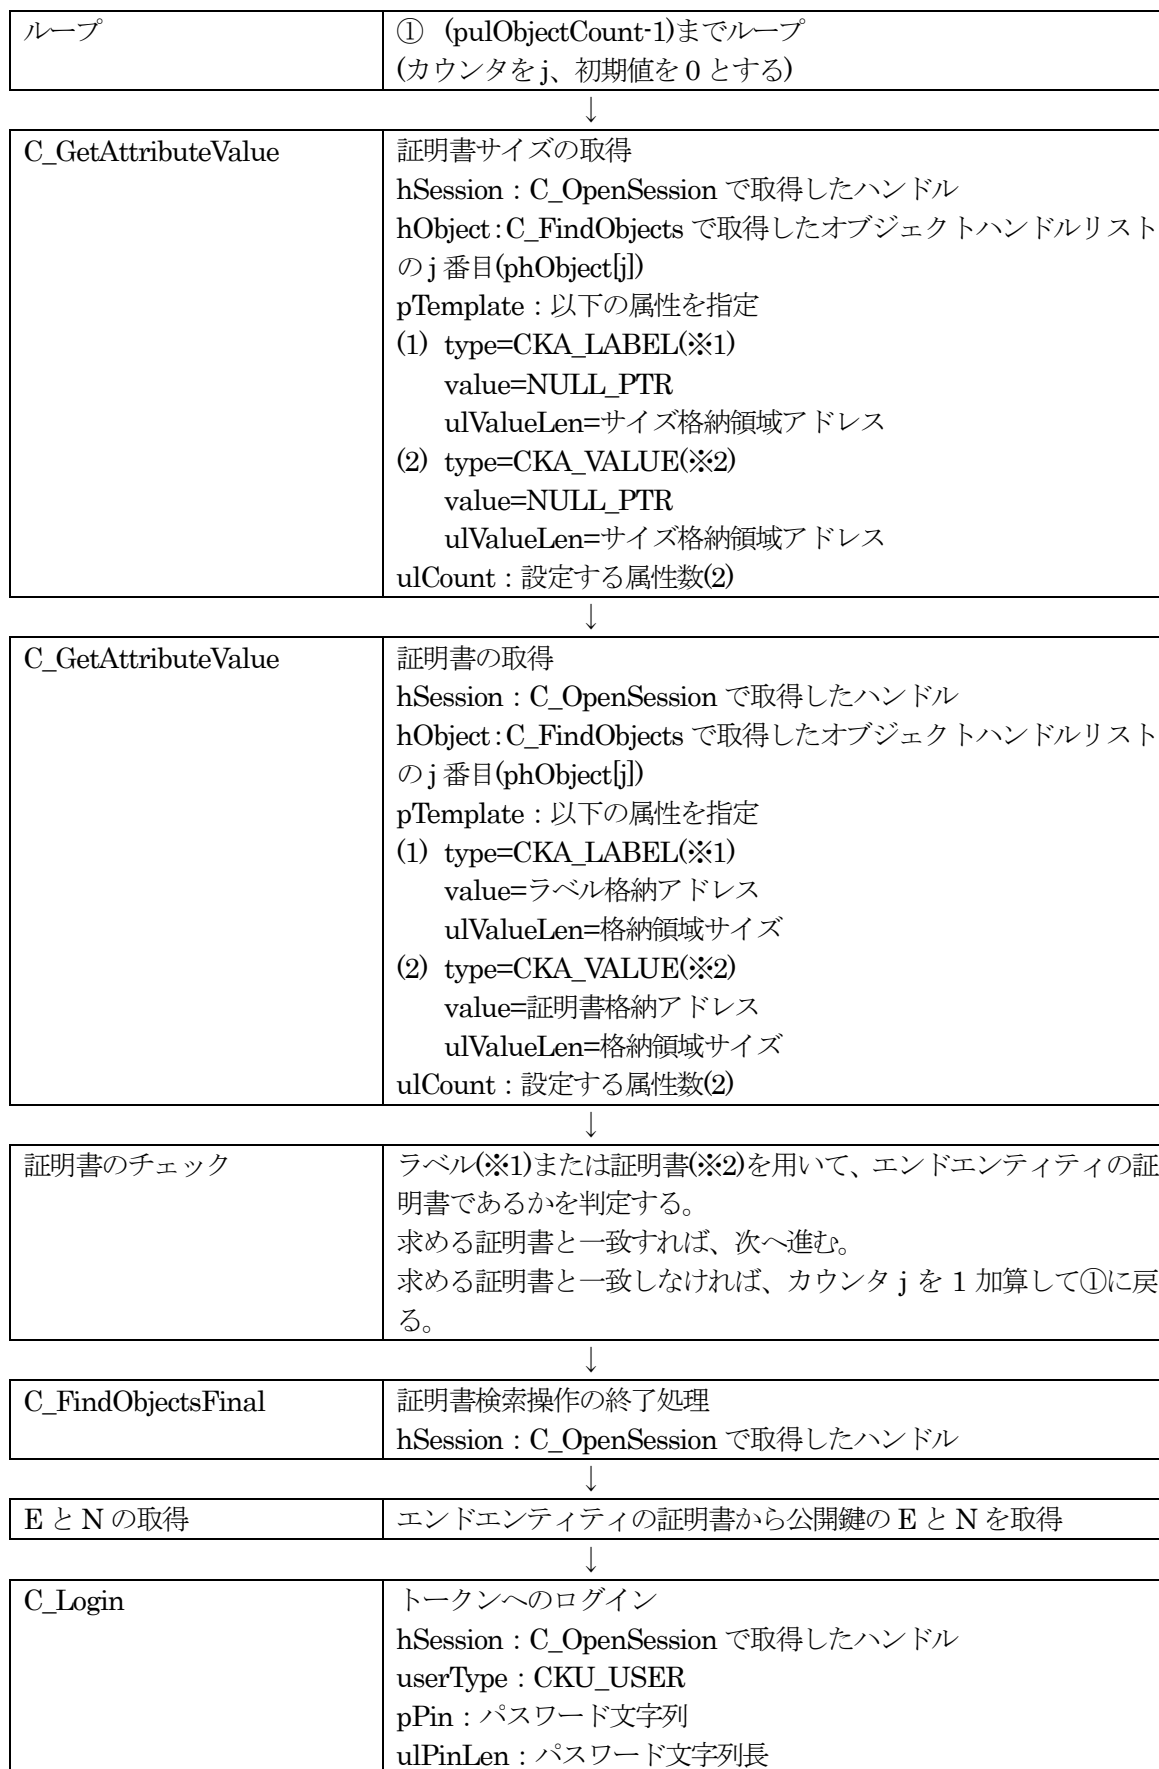 ループ
① (pulObjectCount-1)までループ
(カウンタを j、初期値を 0 とする)
↓
C_GetAttributeValue
証明書サイズの取得
hSession：C_OpenSession で取得したハンドル
hObject：C_FindObjects で取得したオブジェクトハンドルリスト
の j 番目(phObject[j])
pTemplate：以下の属性を指定
(1) type=CKA_LABEL(※1)
value=NULL_PTR
ulValueLen=サイズ格納領域アドレス
(2) type=CKA_VALUE(※2)
value=NULL_PTR
ulValueLen=サイズ格納領域アドレス
ulCount：設定する属性数(2)
↓
C_GetAttributeValue
証明書の取得
hSession：C_OpenSession で取得したハンドル
hObject：C_FindObjects で取得したオブジェクトハンドルリスト
の j 番目(phObject[j])
pTemplate：以下の属性を指定
(1) type=CKA_LABEL(※1)
value=ラベル格納アドレス
ulValueLen=格納領域サイズ
(2) type=CKA_VALUE(※2)
value=証明書格納アドレス
ulValueLen=格納領域サイズ
ulCount：設定する属性数(2)
↓
証明書のチェック
ラベル(※1)または証明書(※2)を用いて、エンドエンティティの証
明書であるかを判定する。
求める証明書と一致すれば、次へ進む。
求める証明書と一致しなければ、カウンタ j を 1 加算して①に戻
る。
↓
C_FindObjectsFinal
証明書検索操作の終了処理
hSession：C_OpenSession で取得したハンドル
↓
E と N の取得
エンドエンティティの証明書から公開鍵の E と N を取得
↓
C_Login
トークンへのログイン
hSession：C_OpenSession で取得したハンドル
userType：CKU_USER
pPin：パスワード文字列
ulPinLen：パスワード文字列長